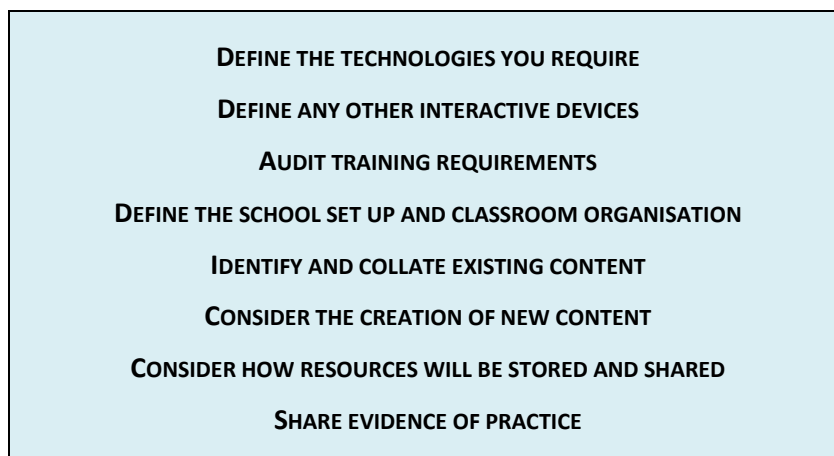 DEFINE THE TECHNOLOGIES YOU REQUIRE
DEFINE ANY OTHER INTERACTIVE DEVICES
AUDIT TRAINING REQUIREMENTS
DEFINE THE SCHOOL SET UP AND CLASSROOM ORGANISATION
IDENTIFY AND COLLATE EXISTING CONTENT
CONSIDER THE CREATION OF NEW CONTENT
CONSIDER HOW RESOURCES WILL BE STORED AND SHARED
SHARE EVIDENCE OF PRACTICE